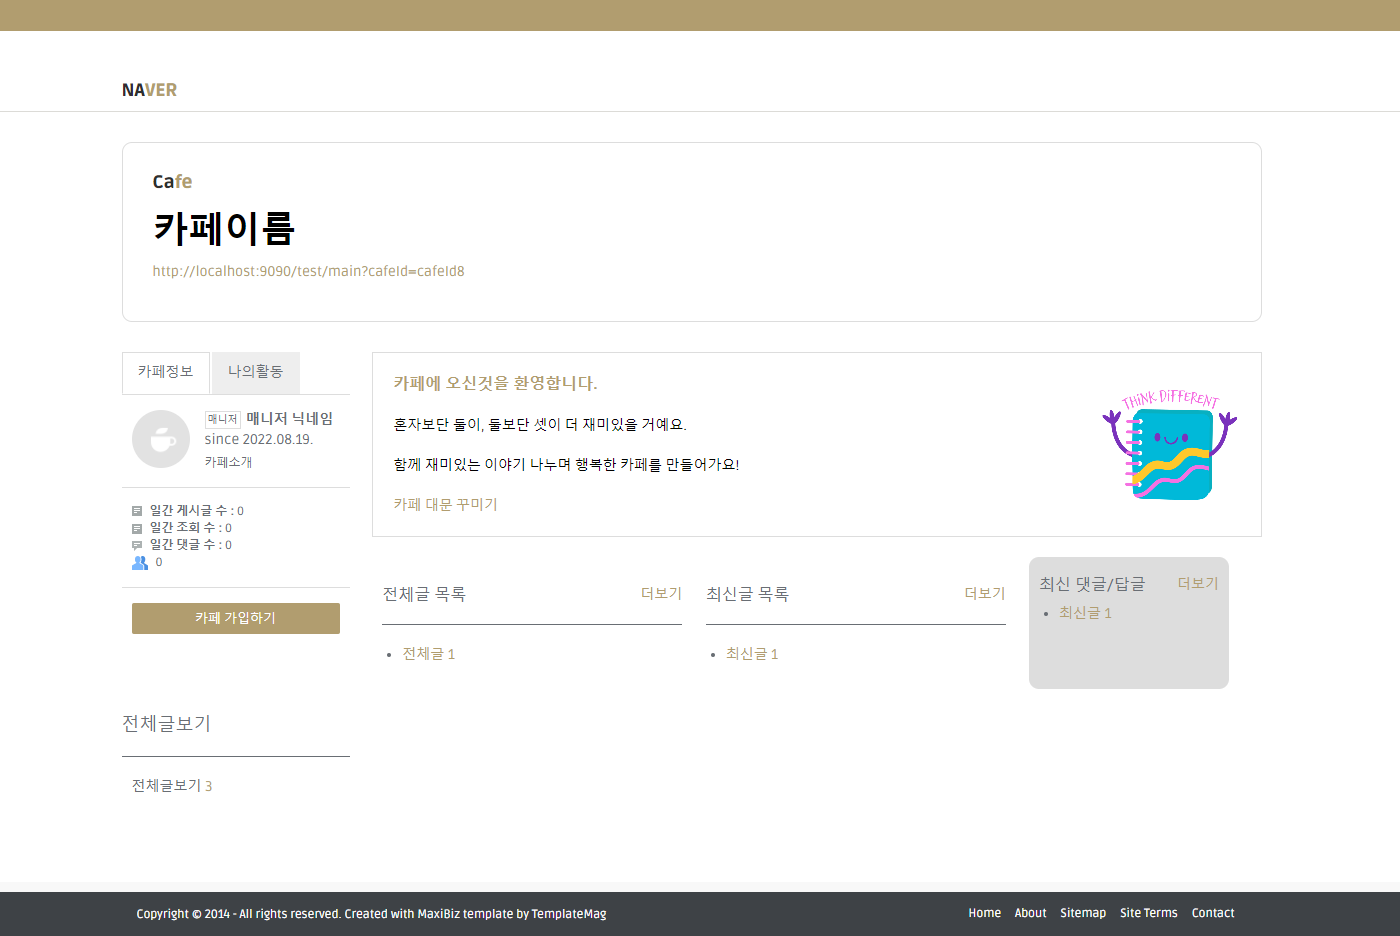 NAVER
Cafe
카페이름
http://localhost:9090/test/main?cafeId=cafeId8
카페정보
나의활동
매니저 매니저 닉네임
since 2022.08.19.
카페소개
일간 게시글 수 : 0
일간 조회 수 : 0
일간 댓글 수 : 0
0
카페 가입하기
카페에 오신것을 환영합니다.
혼자보단 둘이, 둘보단 셋이 더 재미있을 거예요.
함께 재미있는 이야기 나누며 행복한 카페를 만들어가요!
카페 대문 꾸미기
THiNK DiFFERENT
전체글 목록 더보기
전체글 1
최신글 목록 더보기
최신글 1
최신 댓글/답글 더보기
최신글 1
전체글보기
전체글보기 3
Copyright © 2014 - All rights reserved. Created with MaxiBiz template by TemplateMag
Home About Sitemap Site Terms Contact